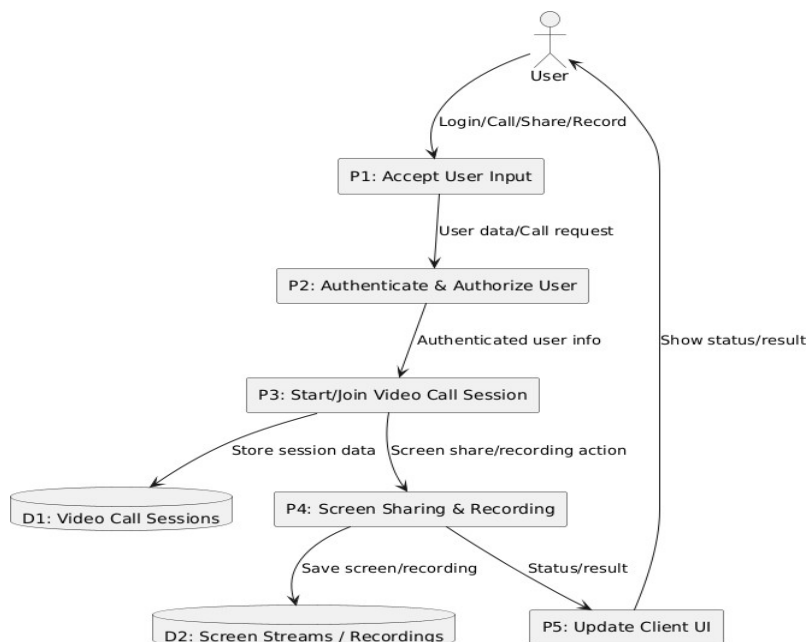 User
Login/Call/Share/Record
P1: Accept User Input
User data/Call request
P2: Authenticate & Authorize User
Authenticated user info
Show status/result
P3: Start/Join Video Call Session
Store session data
Screen share/recording action
D1: Video Call Sessions
P4: Screen Sharing & Recording
Save screen/recording
Status/result
D2: Screen Streams / Recordings
P5: Update Client UI